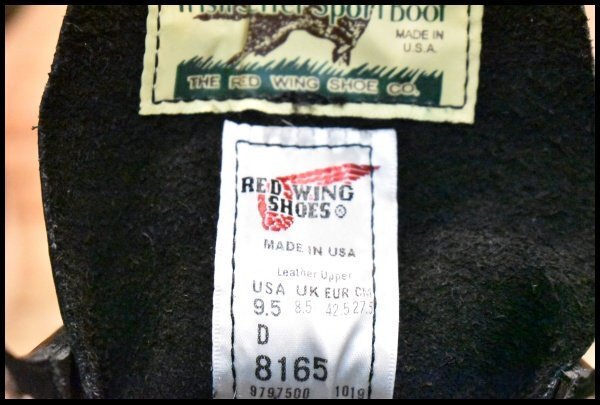 Irish Setter Sport Boot
MADE IN
U.S.A.
THE RED WING SHOE CO.
RED WING
SHOES ®
MADE IN USA
Leather Upper
USA UK EUR CM
9.5 8.5 42.5 27.5
D
8165
9797500 1019